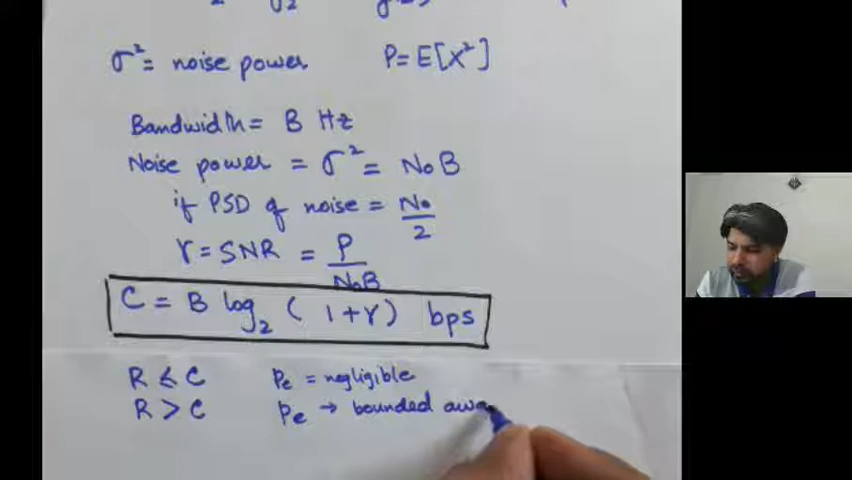 σ² = noise power P = E[X²]
Bandwidth = B Hz
Noise power = σ² = N₀B
if PSD of noise = N₀/2
γ = SNR = P/N₀B
C = B log₂ (1+γ) bps
R ≤ C Pe = negligible
R > C Pe → bounded away